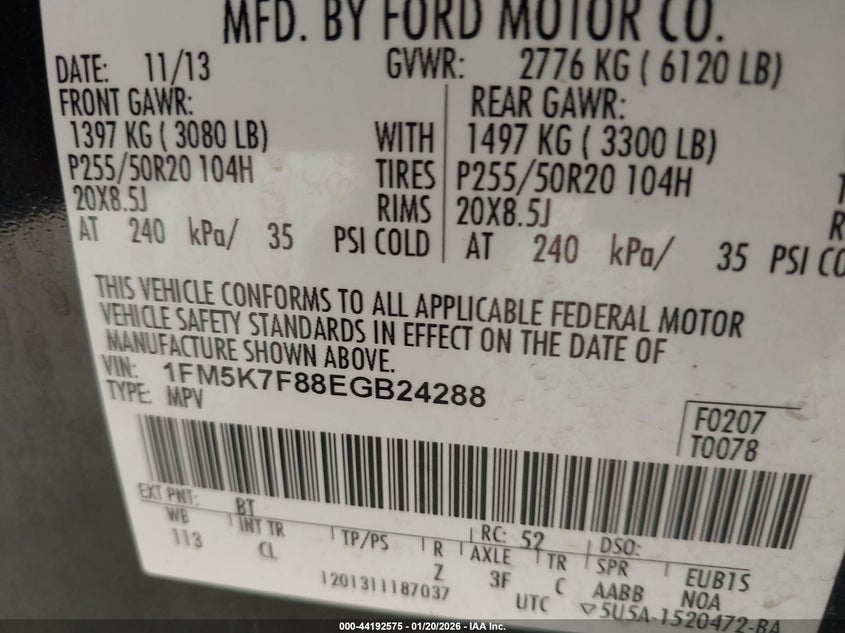 MFD. BY FORD MOTOR CO.
DATE: 11/13 GVWR: 2776 KG ( 6120 LB)
FRONT GAWR: REAR GAWR:
1397 KG ( 3080 LB) WITH 1497 KG ( 3300 LB)
P255/50R20 104H TIRES P255/50R20 104H
20X8.5J RIMS 20X8.5J
AT 240 kPa/ 35 PSI COLD AT 240 kPa/ 35 PSI CO
THIS VEHICLE CONFORMS TO ALL APPLICABLE FEDERAL MOTOR
VEHICLE SAFETY STANDARDS IN EFFECT ON THE DATE OF
MANUFACTURE SHOWN ABOVE.
VIN: 1FM5K7F88EGB24288
TYPE: MPV
F0207
T0078
EXT PNT: BT RC: 52 DSO:
WB INT TR TP/PS R AXLE TR SPR EUB1S
113 CL Z 3F C AABB NOA
1201311187037 UTC ▽5U5A-1520472-BA
000-44192575 — 01/20/2026 — IAA Inc.